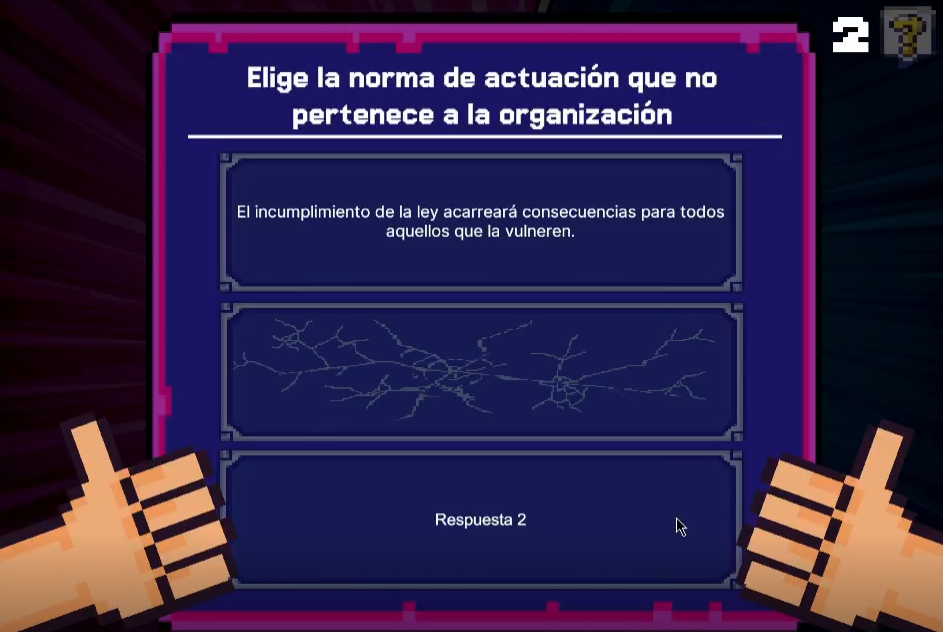 2
Elige la norma de actuación que no
pertenece a la organización
El incumplimiento de la ley acarreará consecuencias para todos
aquellos que la vulneren.
Respuesta 2